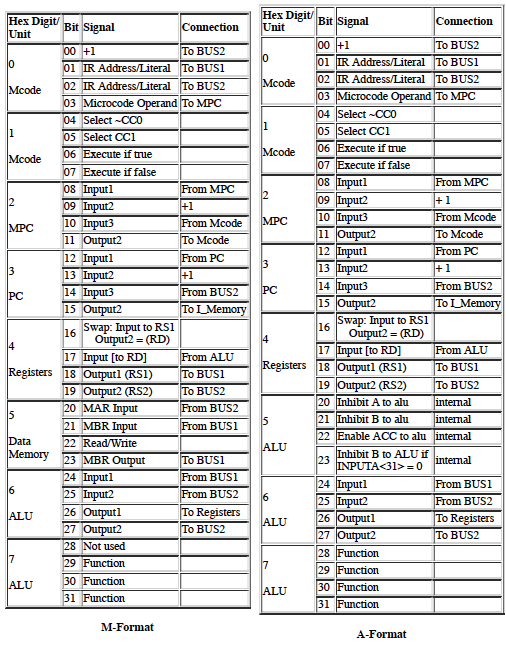 Hex Digit/ Unit Bit Signal Connection
0 Mcode
00 +1 To BUS2
01 IR Address/Literal To BUS1
02 IR Address/Literal To BUS2
03 Microcode Operand To MPC
1 Mcode
04 Select ~CC0
05 Select CC1
06 Execute if true
07 Execute if false
2 MPC
08 Input1 From MPC
09 Input2 +1
10 Input3 From Mcode
11 Output2 To Mcode
3 PC
12 Input1 From PC
13 Input2 +1
14 Input3 From BUS2
15 Output2 To I_Memory
4 Registers
16 Swap: Input to RS1
Output2 = (RD)
17 Input [to RD] From ALU
18 Output1 (RS1) To BUS1
19 Output2 (RS2) To BUS2
5 Data Memory
20 MAR Input From BUS2
21 MBR Input From BUS1
22 Read/Write
23 MBR Output To BUS1
6 ALU
24 Input1 From BUS1
25 Input2 From BUS2
26 Output1 To Registers
27 Output2 To BUS2
7 ALU
28 Not used
29 Function
30 Function
31 Function
M-Format
Hex Digit/ Unit Bit Signal Connection
0 Mcode
00 +1 To BUS2
01 IR Address/Literal To BUS1
02 IR Address/Literal To BUS2
03 Microcode Operand To MPC
1 Mcode
04 Select ~CC0
05 Select CC1
06 Execute if true
07 Execute if false
2 MPC
08 Input1 From MPC
09 Input2 + 1
10 Input3 From Mcode
11 Output2 To Mcode
3 PC
12 Input1 From PC
13 Input2 + 1
14 Input3 From BUS2
15 Output2 To I_Memory
4 Registers
16 Swap: Input to RS1
Output2 = (RD)
17 Input [to RD] From ALU
18 Output1 (RS1) To BUS1
19 Output2 (RS2) To BUS2
5 ALU
20 Inhibit A to alu internal
21 Inhibit B to alu internal
22 Enable ACC to alu internal
23 Inhibit B to ALU if
INPUTA<31> = 0 internal
6 ALU
24 Input1 From BUS1
25 Input2 From BUS2
26 Output1 To Registers
27 Output2 To BUS2
7 ALU
28 Function
29 Function
30 Function
31 Function
A-Format